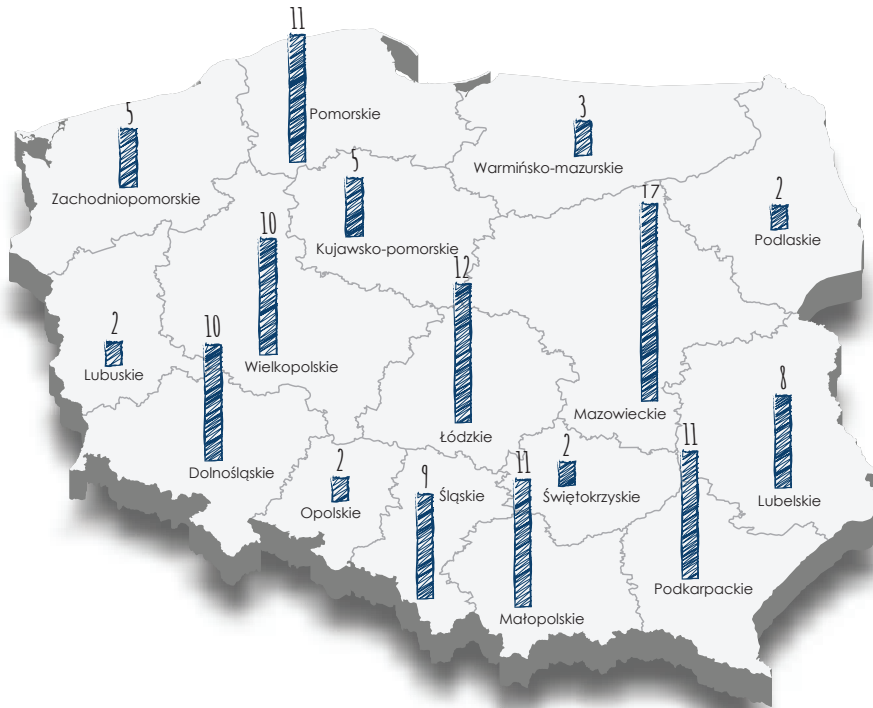 11
Pomorskie
5
Zachodniopomorskie
3
Warmińsko-mazurskie
5
Kujawsko-pomorskie
17
Mazowieckie
2
Podlaskie
10
Wielkopolskie
12
Łódzkie
2
Lubuskie
10
Dolnośląskie
8
Lubelskie
2
Opolskie
9
Śląskie
11
Małopolskie
2
Świętokrzyskie
11
Podkarpackie